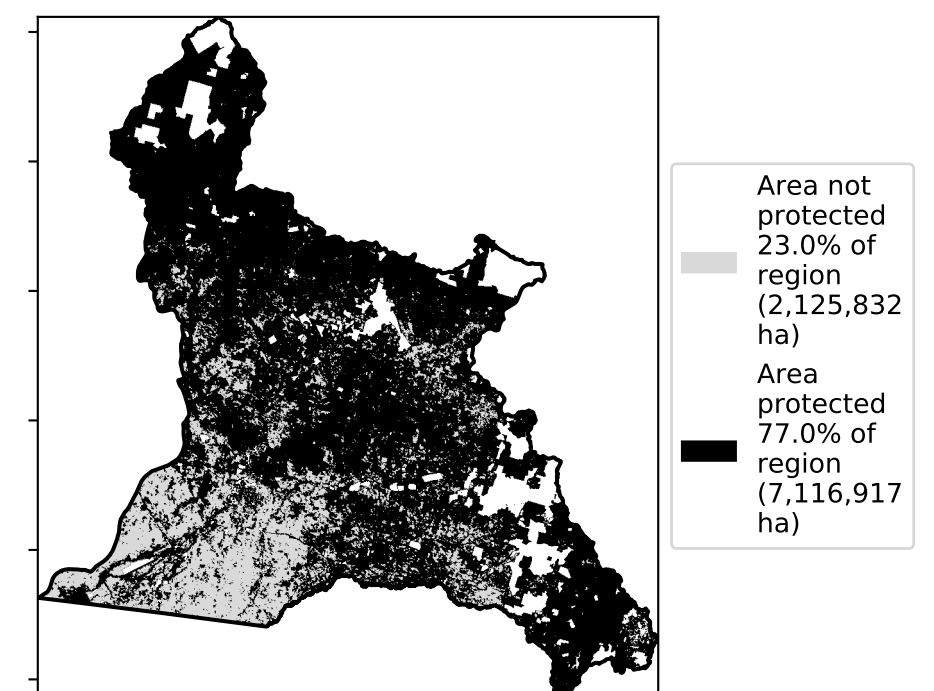 Area not
protected
23.0% of
region
(2,125,832
ha)
Area
protected
77.0% of
region
(7,116,917
ha)